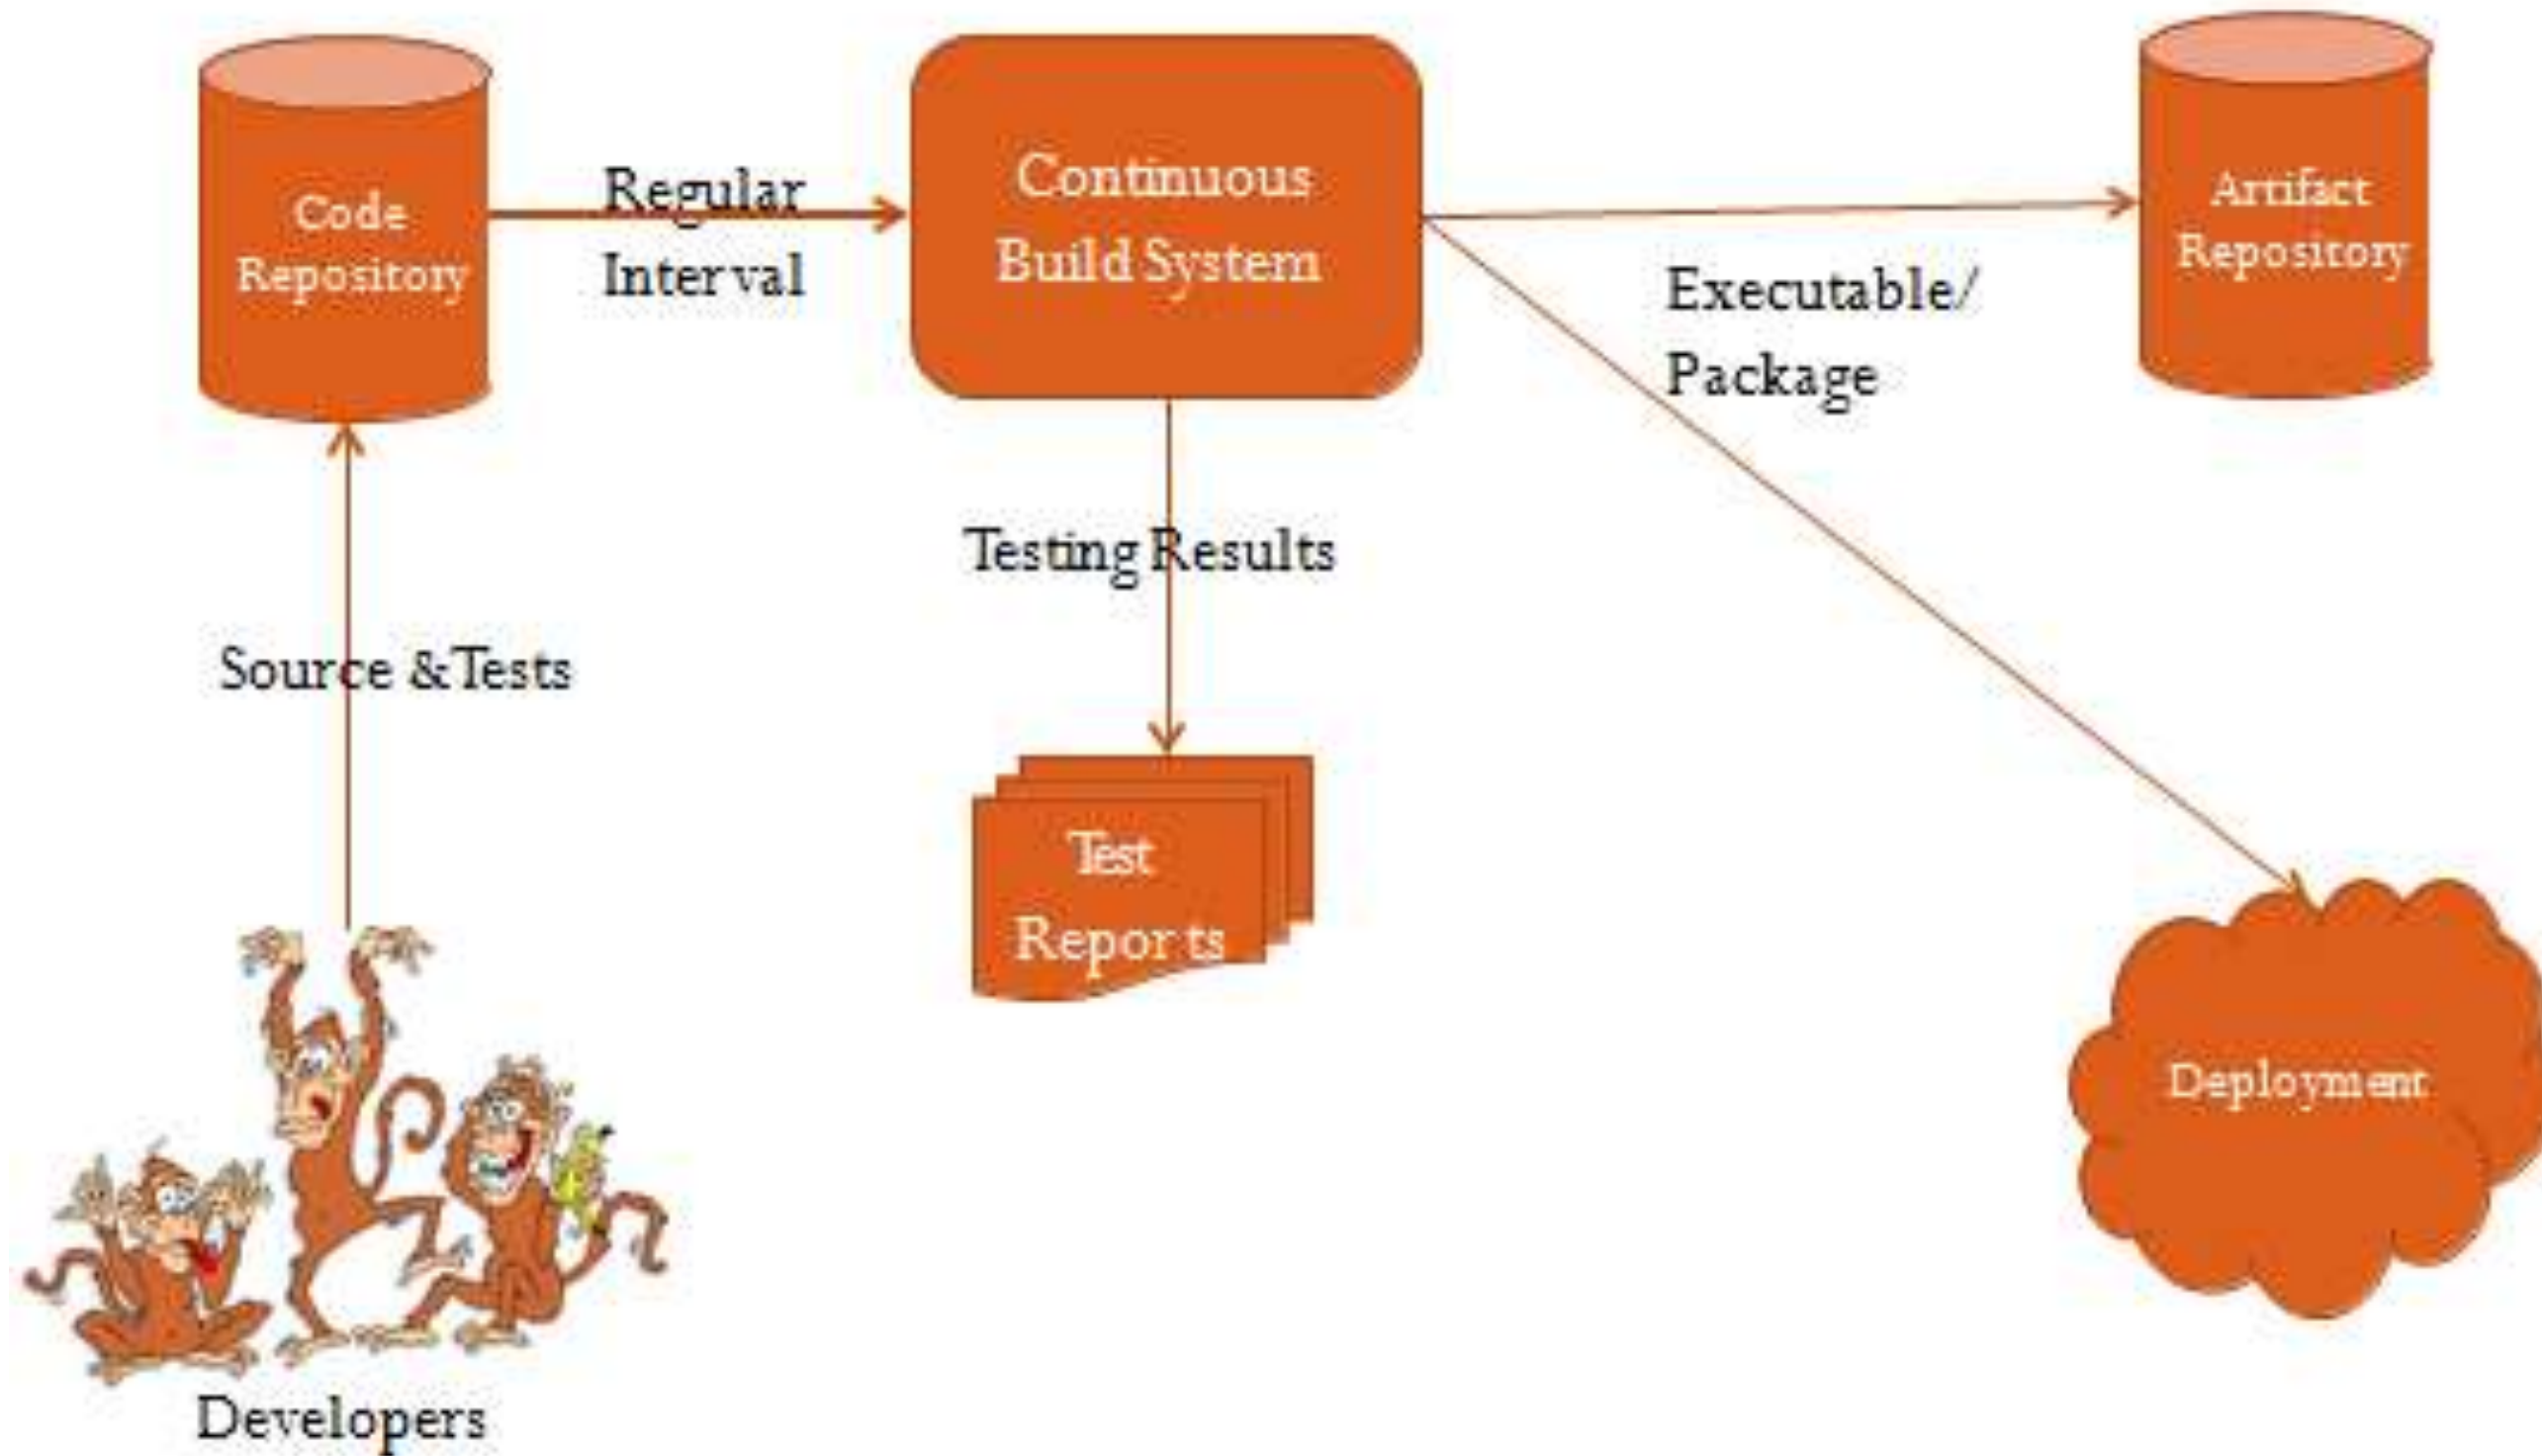 Code
Repository
Regular
Interval
Continuous
Build System
Artifact
Repository
Executable/
Package
Testing Results
Source & Tests
Test
Reports
Deployment
Developers